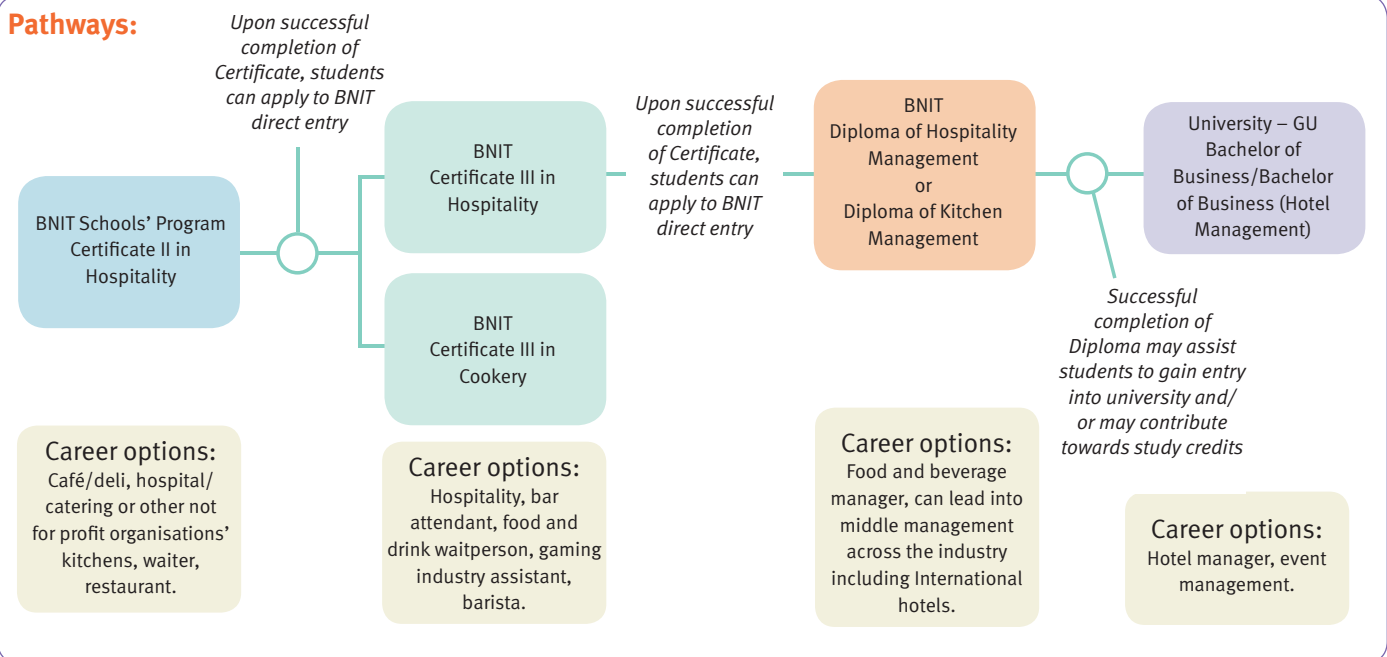 Pathways:
Upon successful
completion of
Certificate, students
can apply to BNIT
direct entry
BNIT Schools' Program
Certificate II in
Hospitality
BNIT
Certificate III in
Hospitality
BNIT
Certificate III in
Cookery
Upon successful
completion
of Certificate,
students can
apply to BNIT
direct entry
BNIT
Diploma of Hospitality
Management
or
Diploma of Kitchen
Management
University – GU
Bachelor of
Business/Bachelor
of Business (Hotel
Management)
Successful
completion of
Diploma may assist
students to gain entry
into university and/
or may contribute
towards study credits
Career options:
Café/deli, hospital/
catering or other not
for profit organisations'
kitchens, waiter,
restaurant.
Career options:
Hospitality, bar
attendant, food and
drink waitperson, gaming
industry assistant,
barista.
Career options:
Food and beverage
manager, can lead into
middle management
across the industry
including International
hotels.
Career options:
Hotel manager, event
management.